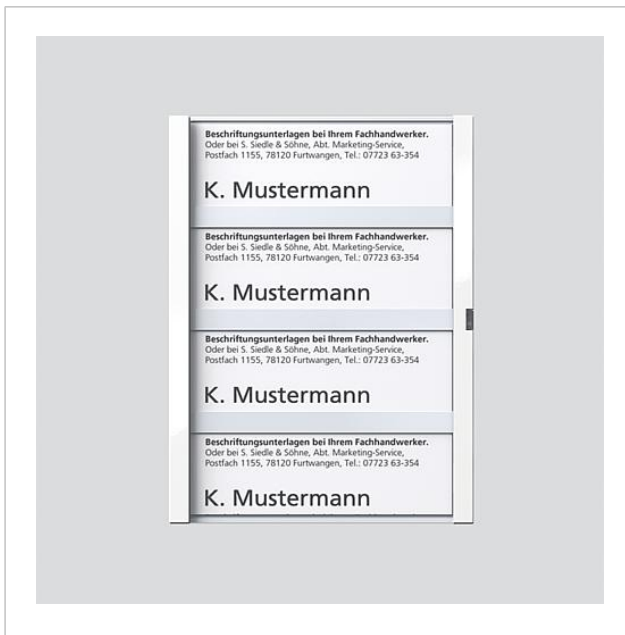 Beschriftungsunterlagen bei Ihrem Fachhandwerker.
Oder bei S. Siedle & Söhne, Abt. Marketing-Service,
Postfach 1155, 78120 Furtwangen, Tel.: 07723 63-354
K. Mustermann
Beschriftungsunterlagen bei Ihrem Fachhandwerker.
Oder bei S. Siedle & Söhne, Abt. Marketing-Service,
Postfach 1155, 78120 Furtwangen, Tel.: 07723 63-354
K. Mustermann
Beschriftungsunterlagen bei Ihrem Fachhandwerker.
Oder bei S. Siedle & Söhne, Abt. Marketing-Service,
Postfach 1155, 78120 Furtwangen, Tel.: 07723 63-354
K. Mustermann
Beschriftungsunterlagen bei Ihrem Fachhandwerker.
Oder bei S. Siedle & Söhne, Abt. Marketing-Service,
Postfach 1155, 78120 Furtwangen, Tel.: 07723 63-354
K. Mustermann